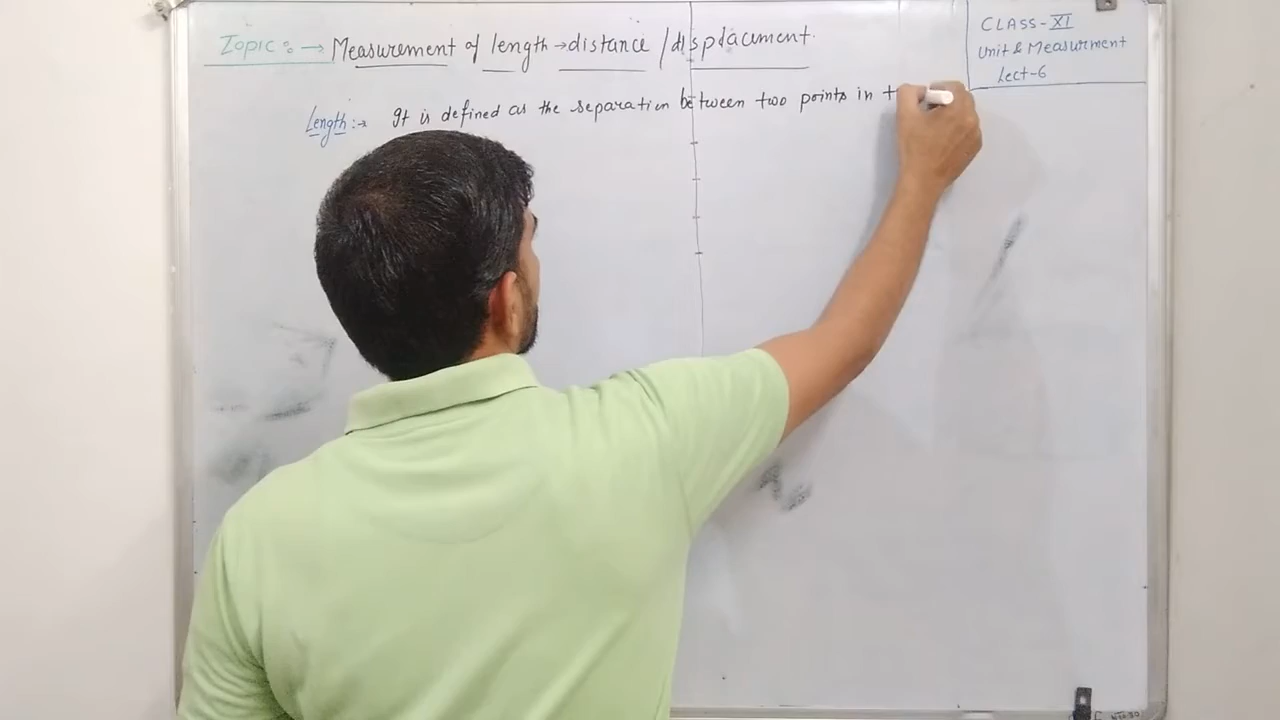 Topic:- → Measurement of length → distance / displacement.
CLASS - XI
Unit & Measurment
Lect-6
Length :→ It is defined as the separation between two points in t